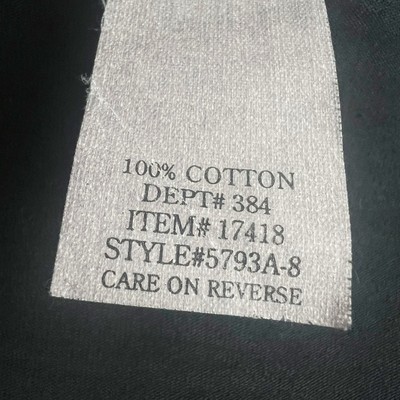 100% COTTON
DEPT# 384
ITEM# 17418
STYLE#5793A-8
CARE ON REVERSE